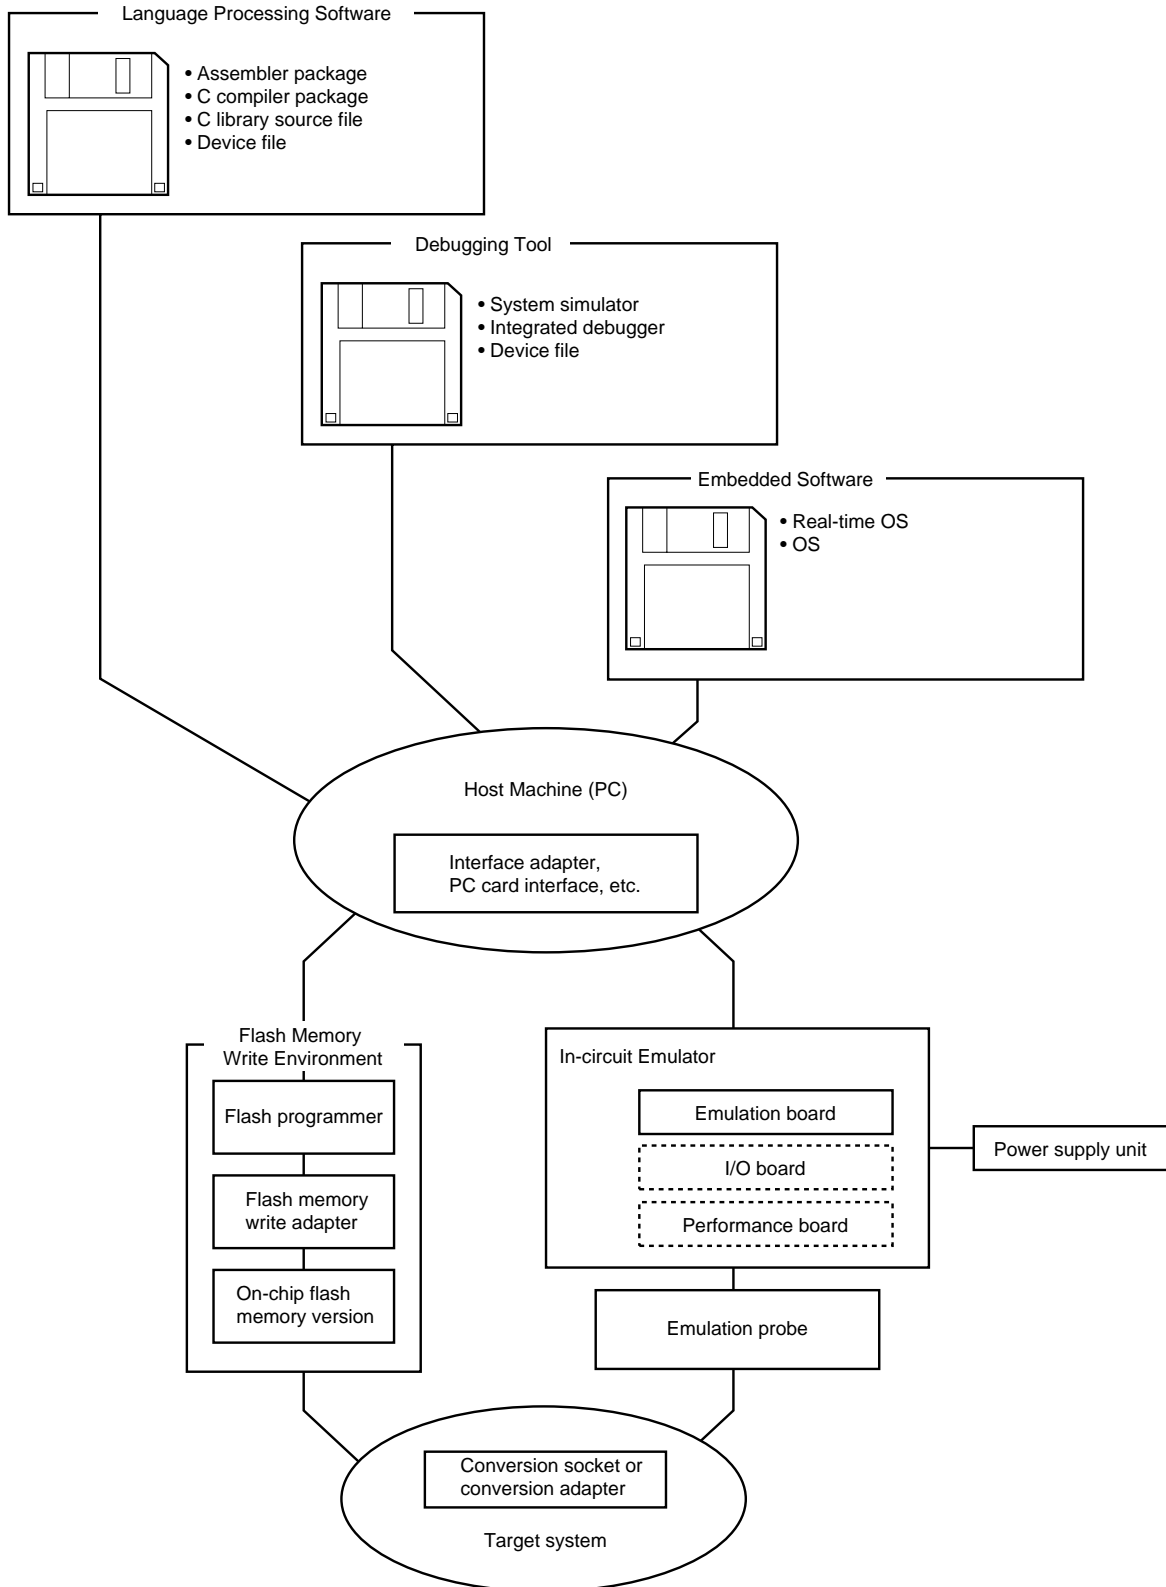 Language Processing Software
• Assembler package
• C compiler package
• C library source file
• Device file
Debugging Tool
• System simulator
• Integrated debugger
• Device file
Embedded Software
• Real-time OS
• OS
Host Machine (PC)
Interface adapter,
PC card interface, etc.
Flash Memory
Write Environment
Flash programmer
Flash memory
write adapter
On-chip flash
memory version
In-circuit Emulator
Emulation board
I/O board
Performance board
Power supply unit
Emulation probe
Conversion socket or
conversion adapter
Target system